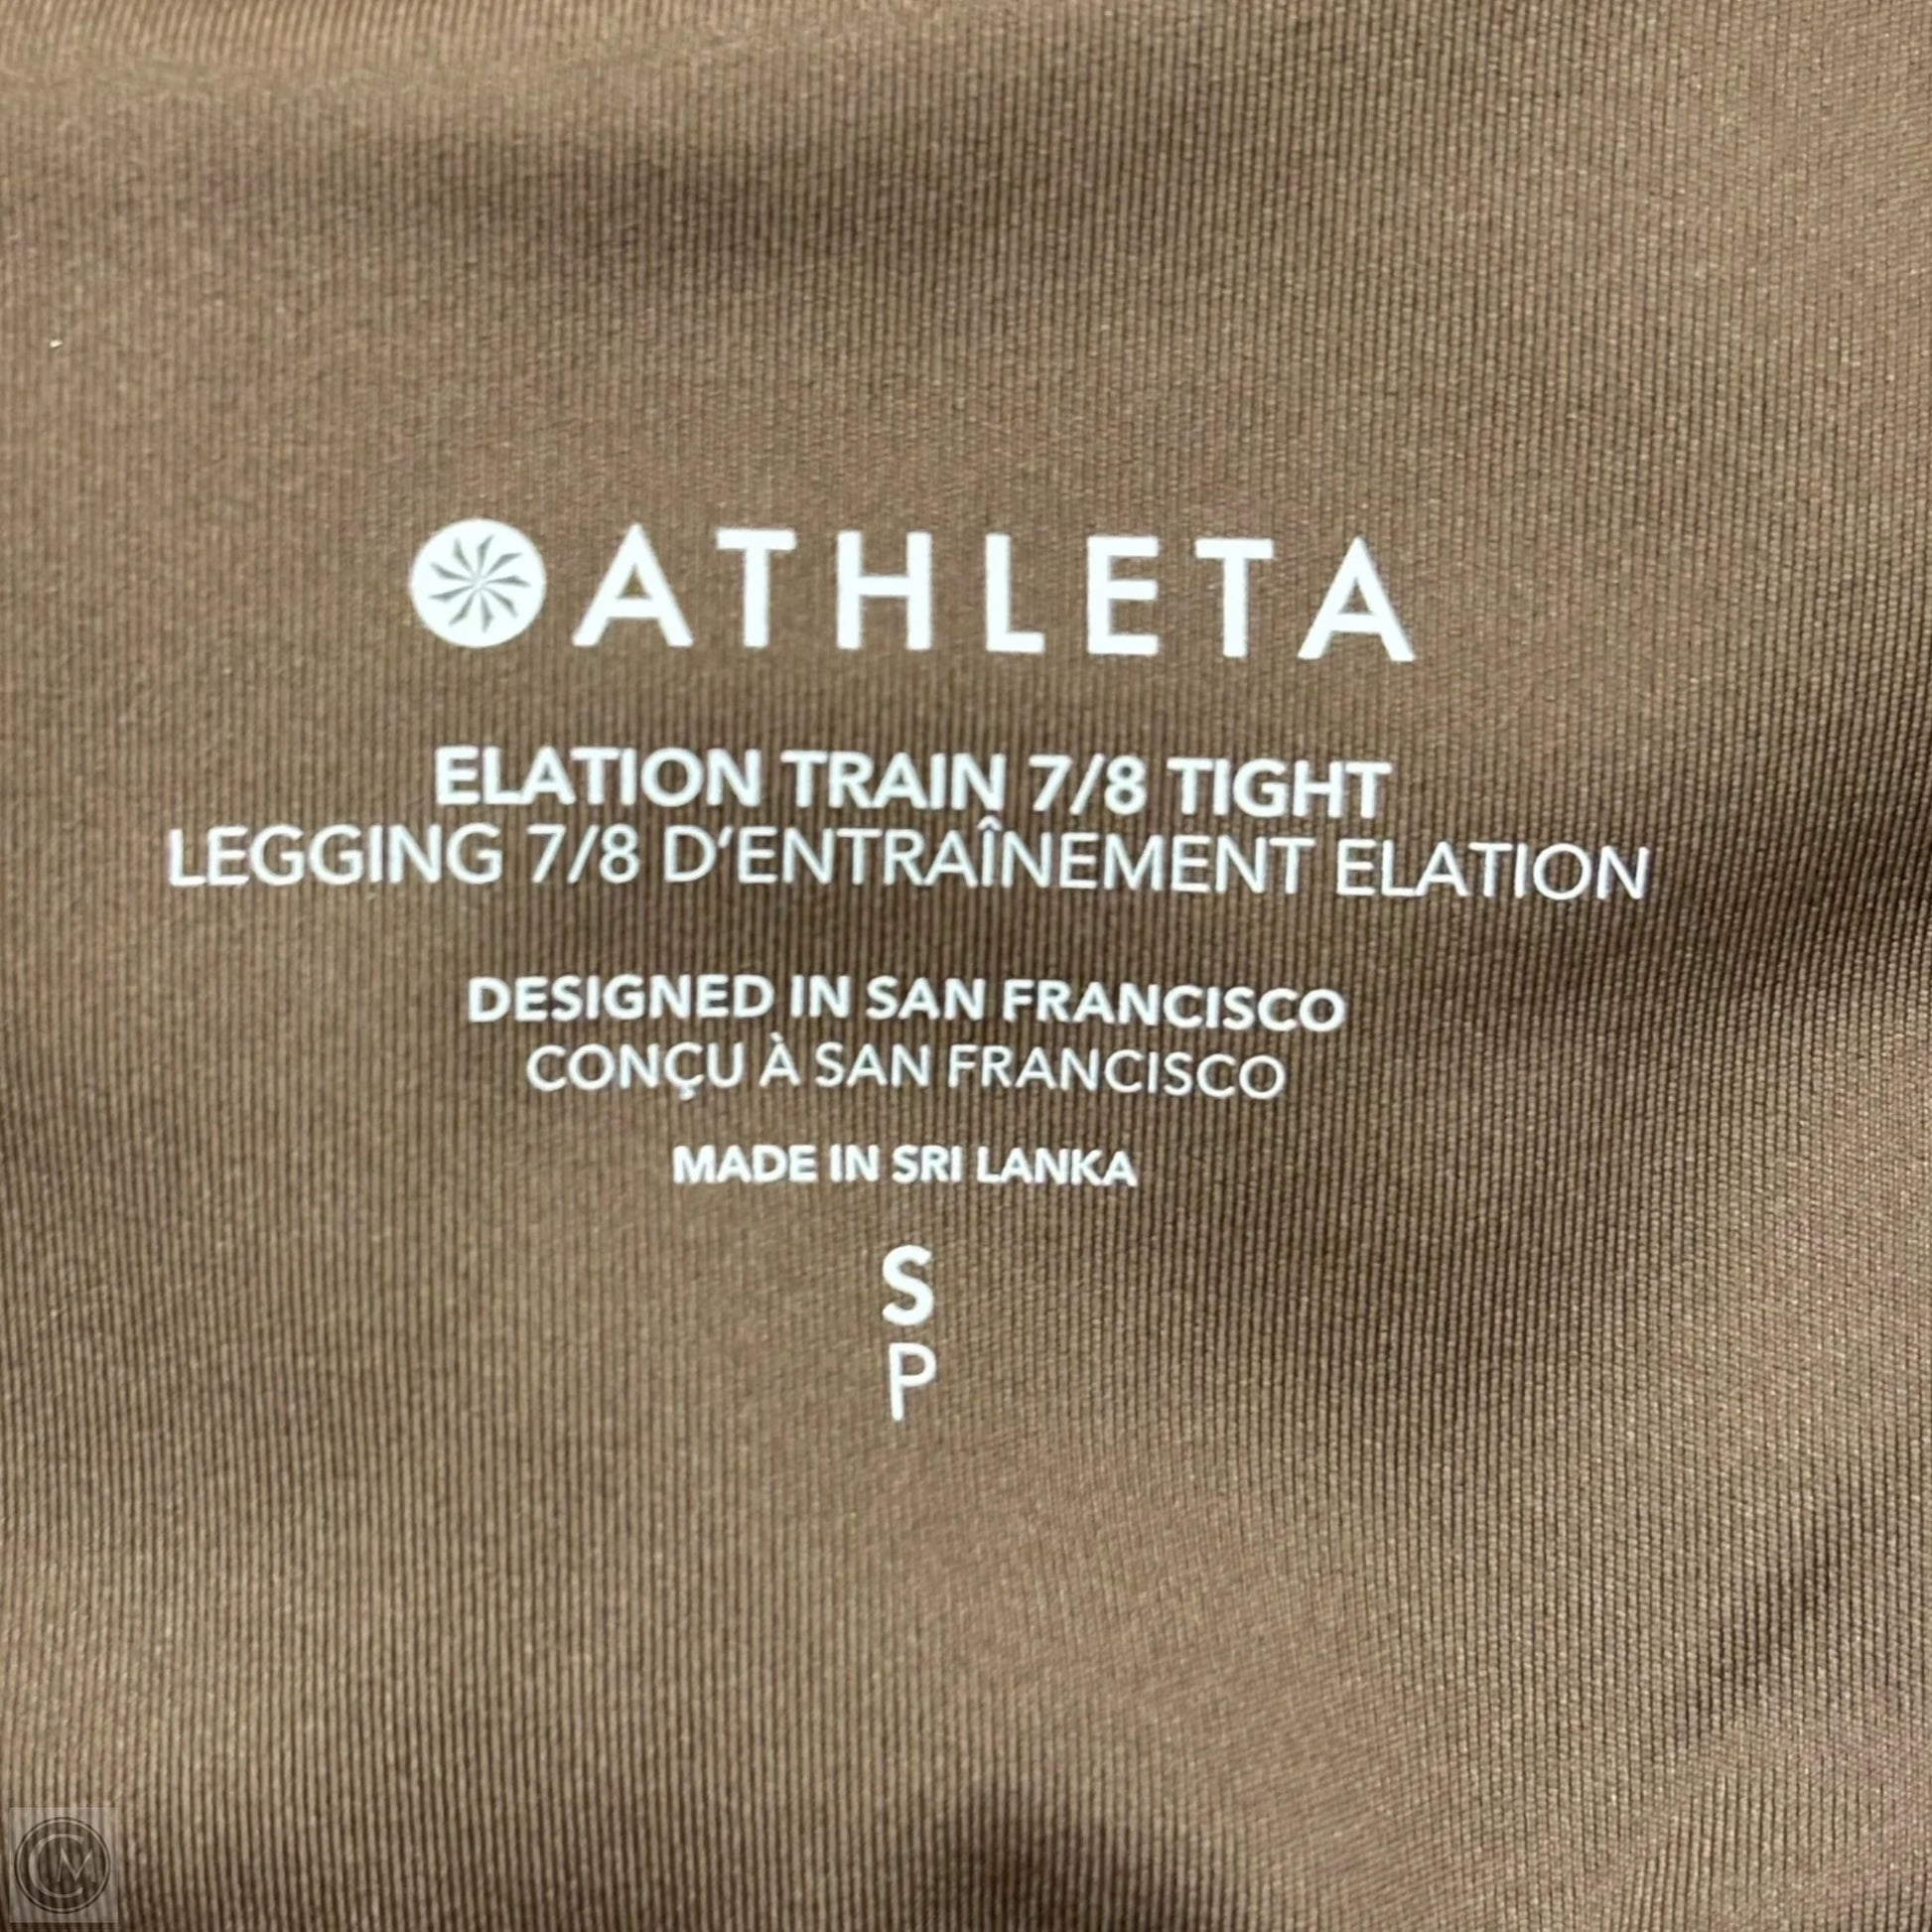 ATHLETA
ELATION TRAIN 7/8 TIGHT
LEGGING 7/8 D'ENTRAÎNEMENT ELATION
DESIGNED IN SAN FRANCISCO
CONÇU À SAN FRANCISCO
MADE IN SRI LANKA
S
P
CM